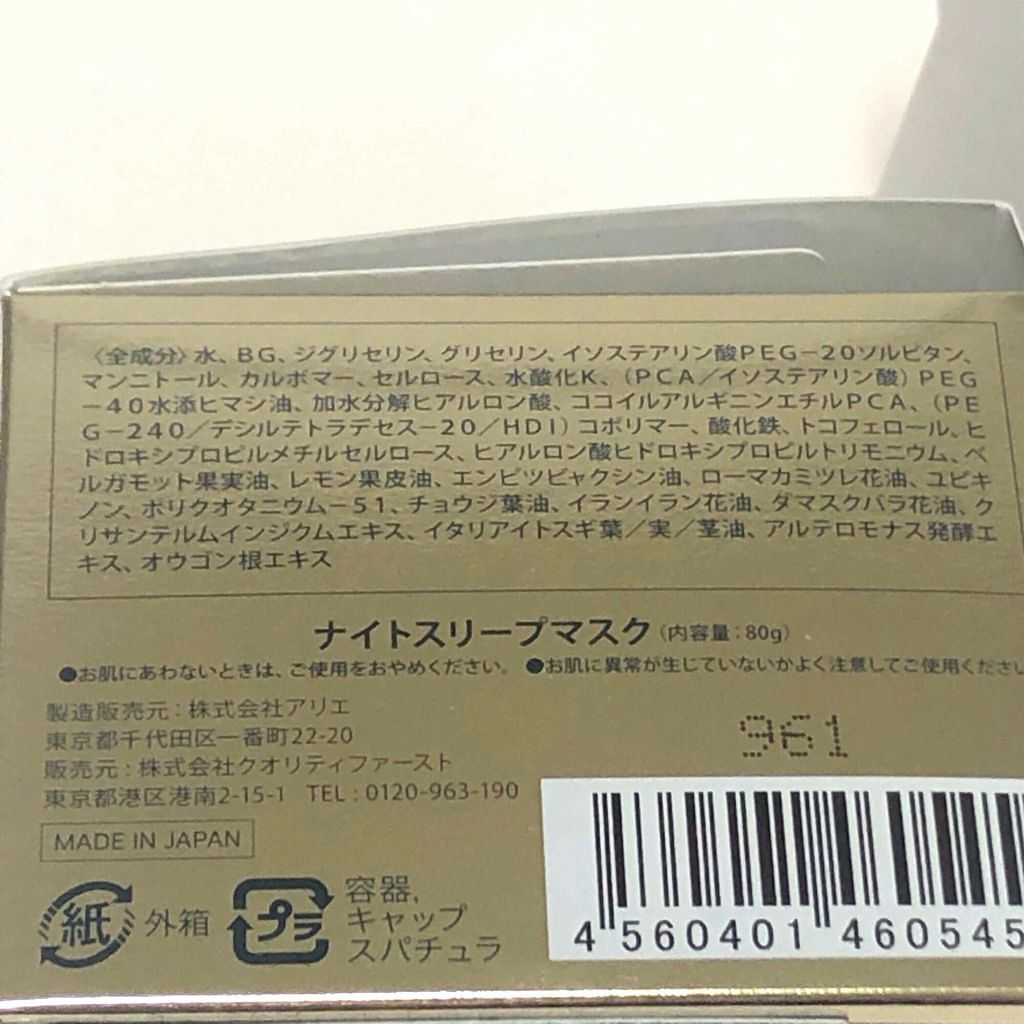 〈全成分〉水、BG、ジグリセリン、グリセリン、イソステアリン酸PEG－20ソルビタン、
マンニトール、カルボマー、セルロース、水酸化K、（PCA／イソステアリン酸）PEG
－40水添ヒマシ油、加水分解ヒアルロン酸、ココイルアルギニンエチルPCA、（PE
G－240／デシルテトラデセス－20／HDI）コポリマー、酸化鉄、トコフェロール、ヒ
ドロキシプロピルメチルセルロース、ヒアルロン酸ヒドロキシプロピルトリモニウム、ベ
ルガモット果実油、レモン果皮油、エンピツビャクシン油、ローマカミツレ花油、ユビキ
ノン、ポリクオタニウム－51、チョウジ葉油、イランイラン花油、ダマスクバラ花油、ク
リサンテルムインジクムエキス、イタリアイトスギ葉／実／茎油、アルテロモナス発酵エ
キス、オウゴン根エキス
ナイトスリープマスク（内容量：80g）
●お肌にあわないときは、ご使用をおやめください。 ●お肌に異常が生じていないかよく注意してご使用くださ
製造販売元：株式会社アリエ
東京都千代田区一番町22-20
販売元：株式会社クオリティファースト
東京都港区港南2-15-1 TEL：0120-963-190
961
MADE IN JAPAN
紙 外箱
プラ 容器,
キャップ
スパチュラ
4 560401 460545